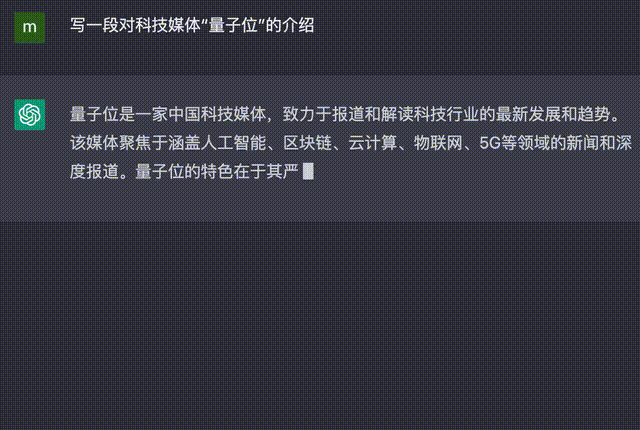 m
写一段对科技媒体“量子位”的介绍
量子位是一家中国科技媒体，致力于报道和解读科技行业的最新发展和趋势。
该媒体聚焦于涵盖人工智能、区块链、云计算、物联网、5G等领域的新闻和深
度报道。量子位的特色在于其严